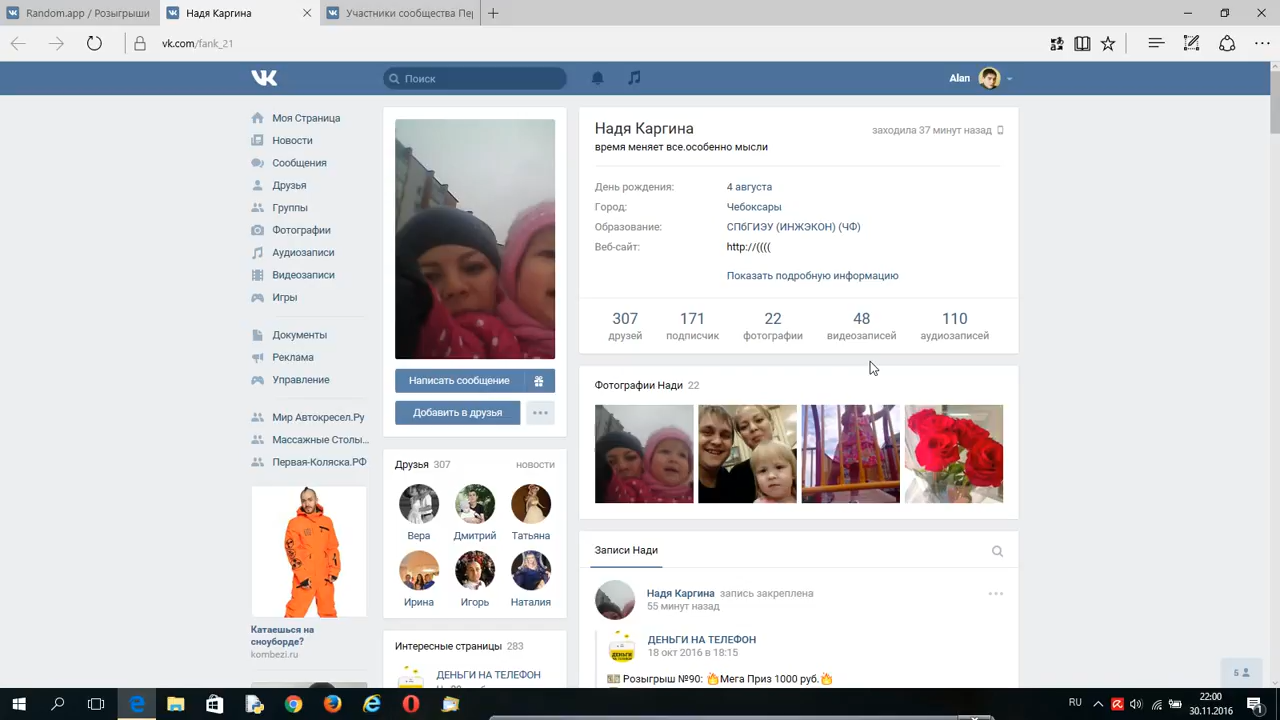 Random.app / Розыгрыши
Надя Каргина
Участники сообщества Пер
vk.com/fank_21
Поиск
Alan
Моя Страница
Новости
Сообщения
Друзья
Группы
Фотографии
Аудиозаписи
Видеозаписи
Игры
Документы
Реклама
Управление
Мир Автокресел.Ру
Массажные Столы...
Первая-Коляска.РФ
Катаешься на
сноуборде?
kombezi.ru
Написать сообщение
Добавить в друзья
Друзья 307 новости
Вера Дмитрий Татьяна
Ирина Игорь Наталия
Интересные страницы 283
ДЕНЬГИ НА ТЕЛЕФОН
Надя Каргина заходила 37 минут назад
время меняет все.особенно мысли
День рождения: 4 августа
Город: Чебоксары
Образование: СПбГИЭУ (ИНЖЭКОН) (ЧФ)
Веб-сайт: http://((((
Показать подробную информацию
307 171 22 48 110
друзей подписчик фотографии видеозаписей аудиозаписей
Фотографии Нади 22
Записи Нади
Надя Каргина запись закреплена
55 минут назад
ДЕНЬГИ НА ТЕЛЕФОН
18 окт 2016 в 18:15
Розыгрыш №90: Мега Приз 1000 руб.
6
RU 22:00
30.11.2016